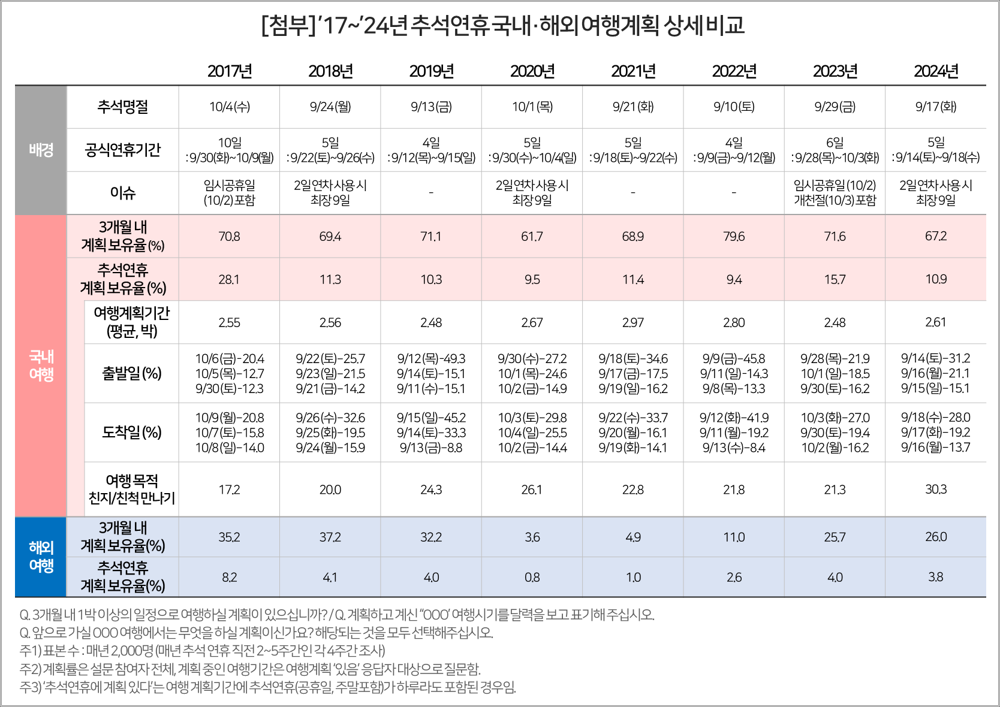 [첨부] ’17~’24년 추석연휴 국내·해외 여행계획 상세 비교
2017년 2018년 2019년 2020년 2021년 2022년 2023년 2024년
배경
추석명절 10/4(수) 9/24(월) 9/13(금) 10/1(목) 9/21(화) 9/10(토) 9/29(금) 9/17(화)
공식연휴기간
10일 5일 4일 5일 5일 4일 6일 5일
: 9/30(화)~10/9(월) : 9/22(토)~9/26(수) : 9/12(목)~9/15(일) : 9/30(수)~10/4(일) : 9/18(토)~9/22(수) : 9/9(금)~9/12(월) : 9/28(목)~10/3(화) : 9/14(토)~9/18(수)
이슈
임시공휴일 2일 연차 사용 시 - 2일 연차 사용 시 - - 임시공휴일 (10/2) 2일 연차 사용 시
(10/2) 포함 최장 9일 최장 9일 개천절(10/3) 포함 최장 9일
국내
여행
3개월 내
계획 보유율 (%) 70.8 69.4 71.1 61.7 68.9 79.6 71.6 67.2
추석연휴
계획 보유율 (%) 28.1 11.3 10.3 9.5 11.4 9.4 15.7 10.9
여행계획기간
(평균, 박) 2.55 2.56 2.48 2.67 2.97 2.80 2.48 2.61
출발일 (%)
10/6(금)-20.4 9/22(토)-25.7 9/12(목)-49.3 9/30(수)-27.2 9/18(토)-34.6 9/9(금)-45.8 9/28(목)-21.9 9/14(토)-31.2
10/5(목)-12.7 9/23(일)-21.5 9/14(토)-15.1 10/1(목)-24.6 9/17(금)-17.5 9/11(일)-14.3 10/1(일)-18.5 9/16(월)-21.1
9/30(토)-12.3 9/21(금)-14.2 9/11(수)-15.1 10/2(금)-14.9 9/19(일)-16.2 9/8(목)-13.3 9/30(토)-16.2 9/15(일)-15.1
도착일 (%)
10/9(월)-20.8 9/26(수)-32.6 9/15(일)-45.2 10/3(토)-29.8 9/22(수)-33.7 9/12(화)-41.9 10/3(화)-27.0 9/18(수)-28.0
10/7(토)-15.8 9/25(화)-19.5 9/14(토)-33.3 10/4(일)-25.5 9/20(월)-16.1 9/11(월)-19.2 9/30(토)-19.4 9/17(화)-19.2
10/8(일)-14.0 9/24(월)-15.9 9/13(금)-8.8 10/2(금)-14.4 9/19(화)-14.1 9/13(수)-8.4 10/2(월)-16.2 9/16(월)-13.7
여행 목적
친지/친척 만나기 17.2 20.0 24.3 26.1 22.8 21.8 21.3 30.3
해외
여행
3개월 내
계획 보유율(%) 35.2 37.2 32.2 3.6 4.9 11.0 25.7 26.0
추석연휴
계획 보유율(%) 8.2 4.1 4.0 0.8 1.0 2.6 4.0 3.8
Q. 3개월 내 1박 이상의 일정으로 여행하실 계획이 있으십니까? / Q. 계획하고 계신 “OOO’ 여행시기를 달력을 보고 표기해 주십시오.
Q. 앞으로 가실 OOO 여행에서는 무엇을 하실 계획이신가요? 해당되는 것을 모두 선택해주십시오.
주1) 표본 수 : 매년 2,000명 (매년 추석 연휴 직전 2~5주간인 각 4주간 조사)
주2) 계획률은 설문 참여자 전체, 계획 중인 여행기간은 여행계획 ‘있음’ 응답자 대상으로 질문함.
주3) ‘추석연휴에 계획 있다’는 여행 계획기간에 추석연휴(공휴일, 주말포함)가 하루라도 포함된 경우임.